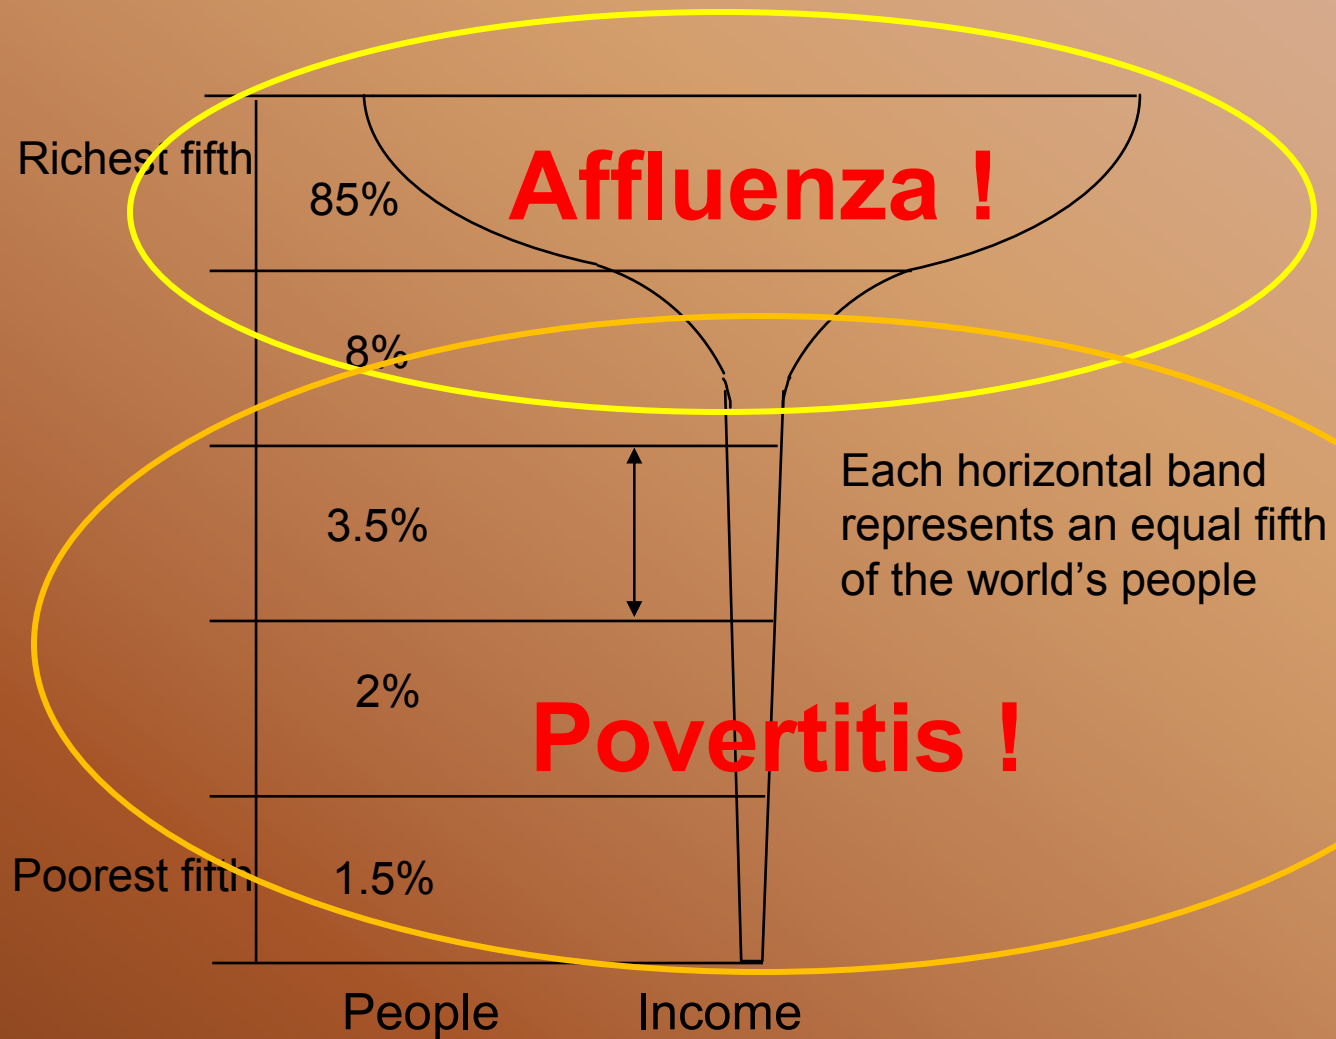 Richest fifth
85%
Affluenza !
8%
3.5%
Each horizontal band
represents an equal fifth
of the world’s people
2%
Povertitis !
Poorest fifth
1.5%
People
Income